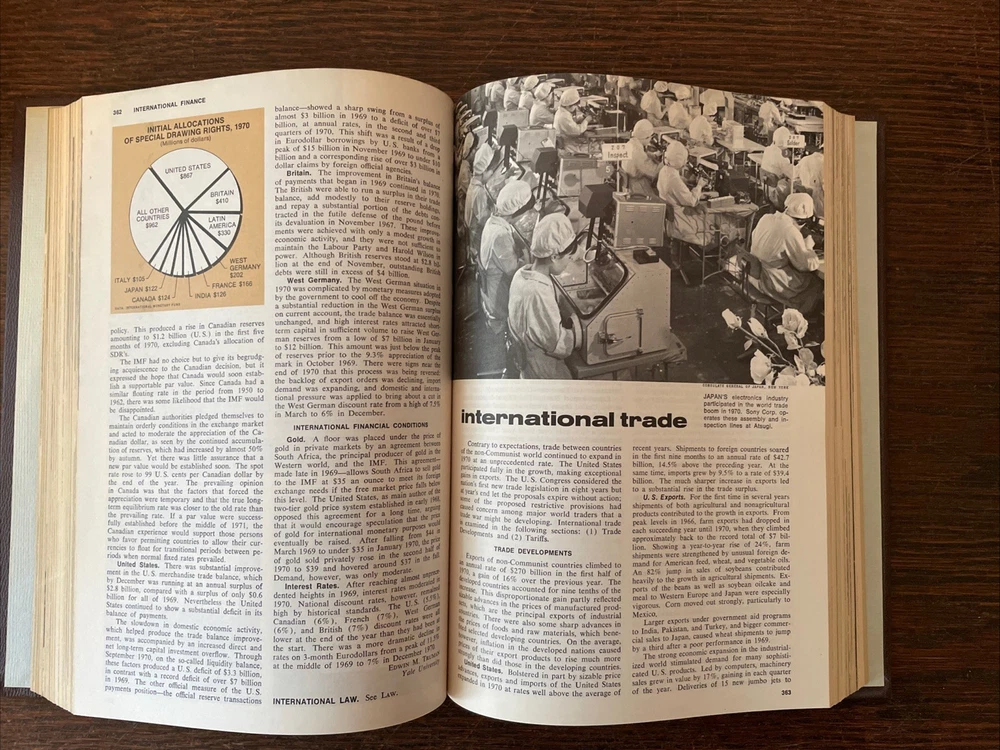 362 INTERNATIONAL FINANCE
INITIAL ALLOCATIONS
OF SPECIAL DRAWING RIGHTS, 1970
(Millions of dollars)
UNITED STATES
$867
BRITAIN
$410
LATIN
AMERICA
$330
WEST
GERMANY
$202
FRANCE $166
INDIA $126
CANADA $124
JAPAN $122
ITALY $105
ALL OTHER
COUNTRIES
$962
policy. This produced a rise in Canadian reserves
amounting to $1.2 billion (U.S.) in the first five
months of 1970, excluding Canada's allocation of
SDR's.
The IMF had no choice but to give its begrudg-
ing acquiescence to the Canadian decision, but it
expressed the hope that Canada would soon estab-
lish a supportable par value. Since Canada had a
similar floating rate in the period from 1950 to
1962, there was some likelihood that the IMF would
be disappointed.
The Canadian authorities pledged themselves to
maintain orderly conditions in the exchange market
and acted to moderate the appreciation of the Ca-
nadian dollar, as seen by the continued accumula-
tion of reserves, which had increased by almost 50%
by autumn. Yet there was little assurance that a
new par value would be established soon. The spot
rate rose to 99 U.S. cents per Canadian dollar by
the end of the year. The prevailing opinion
in Canada was that the factors that forced the
appreciation were temporary and that the true long-
term equilibrium rate was closer to the old rate than
the prevailing rate. If a par value were success-
fully established before the middle of 1971, the
Canadian experience would support those persons
who favor permitting countries to allow their cur-
rencies to float for transitional periods between pe-
riods when normal fixed rates prevailed.
United States. There was substantial improve-
ment in the U.S. merchandise trade balance, which
by December was running at an annual surplus of
$2.8 billion, compared with a surplus of only $0.6
billion for all of 1969. Nevertheless the United
States continued to show a substantial deficit in its
balance of payments.
The slowdown in domestic economic activity,
which helped produce the trade balance improve-
ment, was accompanied by an increased direct and
net long-term capital investment overflow. Through
September 1970, on the so-called liquidity balance,
these factors produced a U.S. deficit of $3.3 billion,
in contrast with a record deficit of over $7 billion
in 1969. The other official measure of the U.S.
payments position—the official reserve transactions
balance—showed a sharp swing from a surplus of
almost $3 billion in 1969 to a deficit of over $7
billion, at annual rates, in the second and third
quarters of 1970. This shift was a result of a drop
in Eurodollar borrowings by U.S. banks from a
peak of $15 billion in November 1969 to under $10
billion and a corresponding rise of over $3 billion in
dollar claims by foreign official agencies.
Britain. The improvement in Britain's balance
of payments that began in 1969 continued in 1970.
The British were able to run a surplus in their trade
balance, add modestly to their reserve holdings,
and repay a substantial portion of the debts con-
tracted in the futile defense of the pound before
its devaluation in November 1967. These improve-
ments were achieved with only a modest growth in
economic activity, and they were not sufficient to
maintain the Labour Party and Harold Wilson in
power. Although British reserves stood at $2.8 bil-
lion at the end of November, outstanding British
debts were still in excess of $4 billion.
West Germany. The West German situation in
1970 was complicated by monetary measures adopted
by the government to cool off the economy. Despite
a substantial reduction in the West German surplus
on current account, the trade balance was essentially
unchanged, and high interest rates attracted short-
term capital in sufficient volume to raise West Ger-
man reserves from a low of $7 billion in January
to $12 billion. This amount was just below the peak
of reserves prior to the 9.3% appreciation of the
mark in October 1969. There were signs near the
end of 1970 that this process was being reversed:
the backlog of export orders was declining, import
demand was expanding, and domestic and interna-
tional pressure was applied to bring about a cut in
the West German discount rate from a high of 7.5%
in March to 6% in December.
INTERNATIONAL FINANCIAL CONDITIONS
Gold. A floor was placed under the price of
gold in private markets by an agreement between
South Africa, the principal producer of gold in the
Western world, and the IMF. This agreement—
made late in 1969—allows South Africa to sell gold
to the IMF at $35 an ounce to meet its foreign
exchange needs if the free market price falls below
this level. The United States, as main author of the
two-tier gold price system established in early 1968,
opposed this agreement for a long time, arguing
that it would encourage speculation that the price
of gold for international monetary purposes would
eventually be raised. After falling from $44 in
March 1969 to under $35 in January 1970, the price
of gold sold privately rose in the second half of
1970 to $39 and hovered around $37 in the fall.
Demand, however, was only moderate.
Interest Rates. After reaching almost unprece-
dented heights in 1969, interest rates moderated in
1970. National discount rates, however, remained
high by historical standards. The U.S. (5.5%),
Canadian (6%), French (7%), West German
(6%), and British (7%) discount rates were
lower at the end of the year than they had been at
the start. There was a more dramatic decline in
rates on 3-month Eurodollars from a peak of 12.5%
at the middle of 1969 to 7% in December 1970.
EDWIN M. TRUMAN
Yale University
INTERNATIONAL LAW. See LAW.
Inspect
CONSULATE GENERAL OF JAPAN, NEW YORK
JAPAN'S electronics industry
participated in the world trade
boom in 1970. Sony Corp. op-
erates these assembly and in-
spection lines at Atsugi.
international trade
Contrary to expectations, trade between countries
of the non-Communist world continued to expand in
1970 at an unprecedented rate. The United States
participated fully in the growth, making exceptional
gains in exports. The U.S. Congress considered the
nation's first new trade legislation in eight years but
at year's end let the proposals expire without action;
some of the proposed restrictive provisions had
caused concern among major world traders that a
trade war might be developing. International trade
is examined in the following sections: (1) Trade
Developments and (2) Tariffs.
TRADE DEVELOPMENTS
Exports of non-Communist countries climbed to
an annual rate of $270 billion in the first half of
1970, a gain of 16% over the previous year. The
developed countries accounted for nine tenths of the
increase. This disproportionate gain partly reflected
sizable advances in the prices of manufactured prod-
ucts, which are the principal exports of industrial
countries. There were also some sharp advances in
the prices of foods and raw materials, which bene-
fited selected developing countries. On the average,
however, inflation in the developed nations caused
prices of their export products to rise much more
strongly than did those in the developing countries.
United States. Bolstered in part by sizable price
advances, exports and imports of the United States
expanded in 1970 at rates well above the average of
recent years. Shipments to foreign countries soared
in the first nine months to an annual rate of $42.7
billion, 14.5% above the preceding year. At the
same time, imports grew by 9.5% to a rate of $39.4
billion. The much sharper increase in exports led
to a substantial rise in the trade surplus.
U.S. Exports. For the first time in several years
shipments of both agricultural and nonagricultural
products contributed to the growth in exports. From
peak levels in 1966, farm exports had dropped in
each succeeding year until 1970, when they climbed
approximately back to the record total of $7 bil-
lion. Showing a year-to-year rise of 24%, farm
shipments were strengthened by unusual foreign de-
mand for American feed, wheat, and vegetable oils.
An 82% jump in sales of soybeans contributed
heavily to the growth in agricultural shipments. Ex-
ports of the beans as well as soybean oilcake and
meal to Western Europe and Japan were especially
vigorous. Corn moved out strongly, particularly to
Mexico.
Larger exports under government aid programs
to India, Pakistan, and Turkey, and bigger commer-
cial sales to Japan, caused wheat shipments to jump
by a third after a poor performance in 1969.
The strong economic expansion in the industrial-
ized world stimulated demand for many sophisti-
cated U.S. products. Led by computers, machinery
sales grew in value by 17%, gaining in each quarter
of the year. Deliveries of 15 new jumbo jets to
363